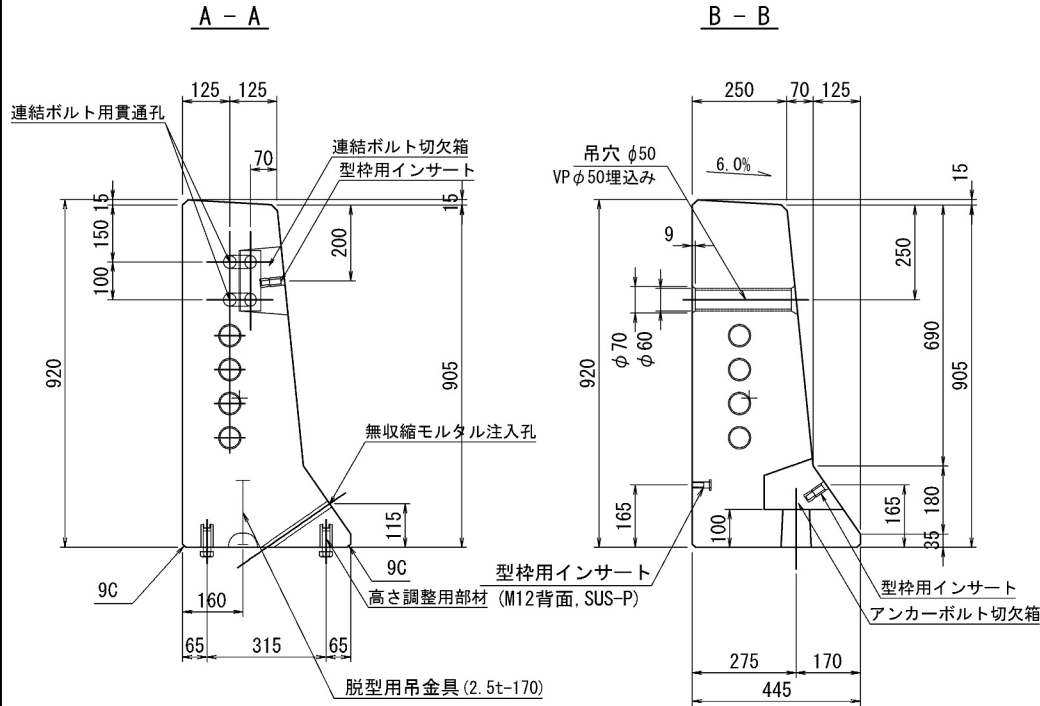 A － A
125
125
連結ボルト用貫通孔
連結ボルト切欠箱
70
型枠用インサート
15
15
150
200
100
920
905
無収縮モルタル注入孔
115
9C
9C
高さ調整用部材
160
65
315
65
脱型用吊金具(2.5t-170)
B － B
250
70
125
吊穴 φ50
VPφ50埋込み
6.0%
15
9
250
φ70
φ60
690
920
905
165
100
165
180
35
型枠用インサート
(M12背面,SUS-P)
型枠用インサート
アンカーボルト切欠箱
275
170
445